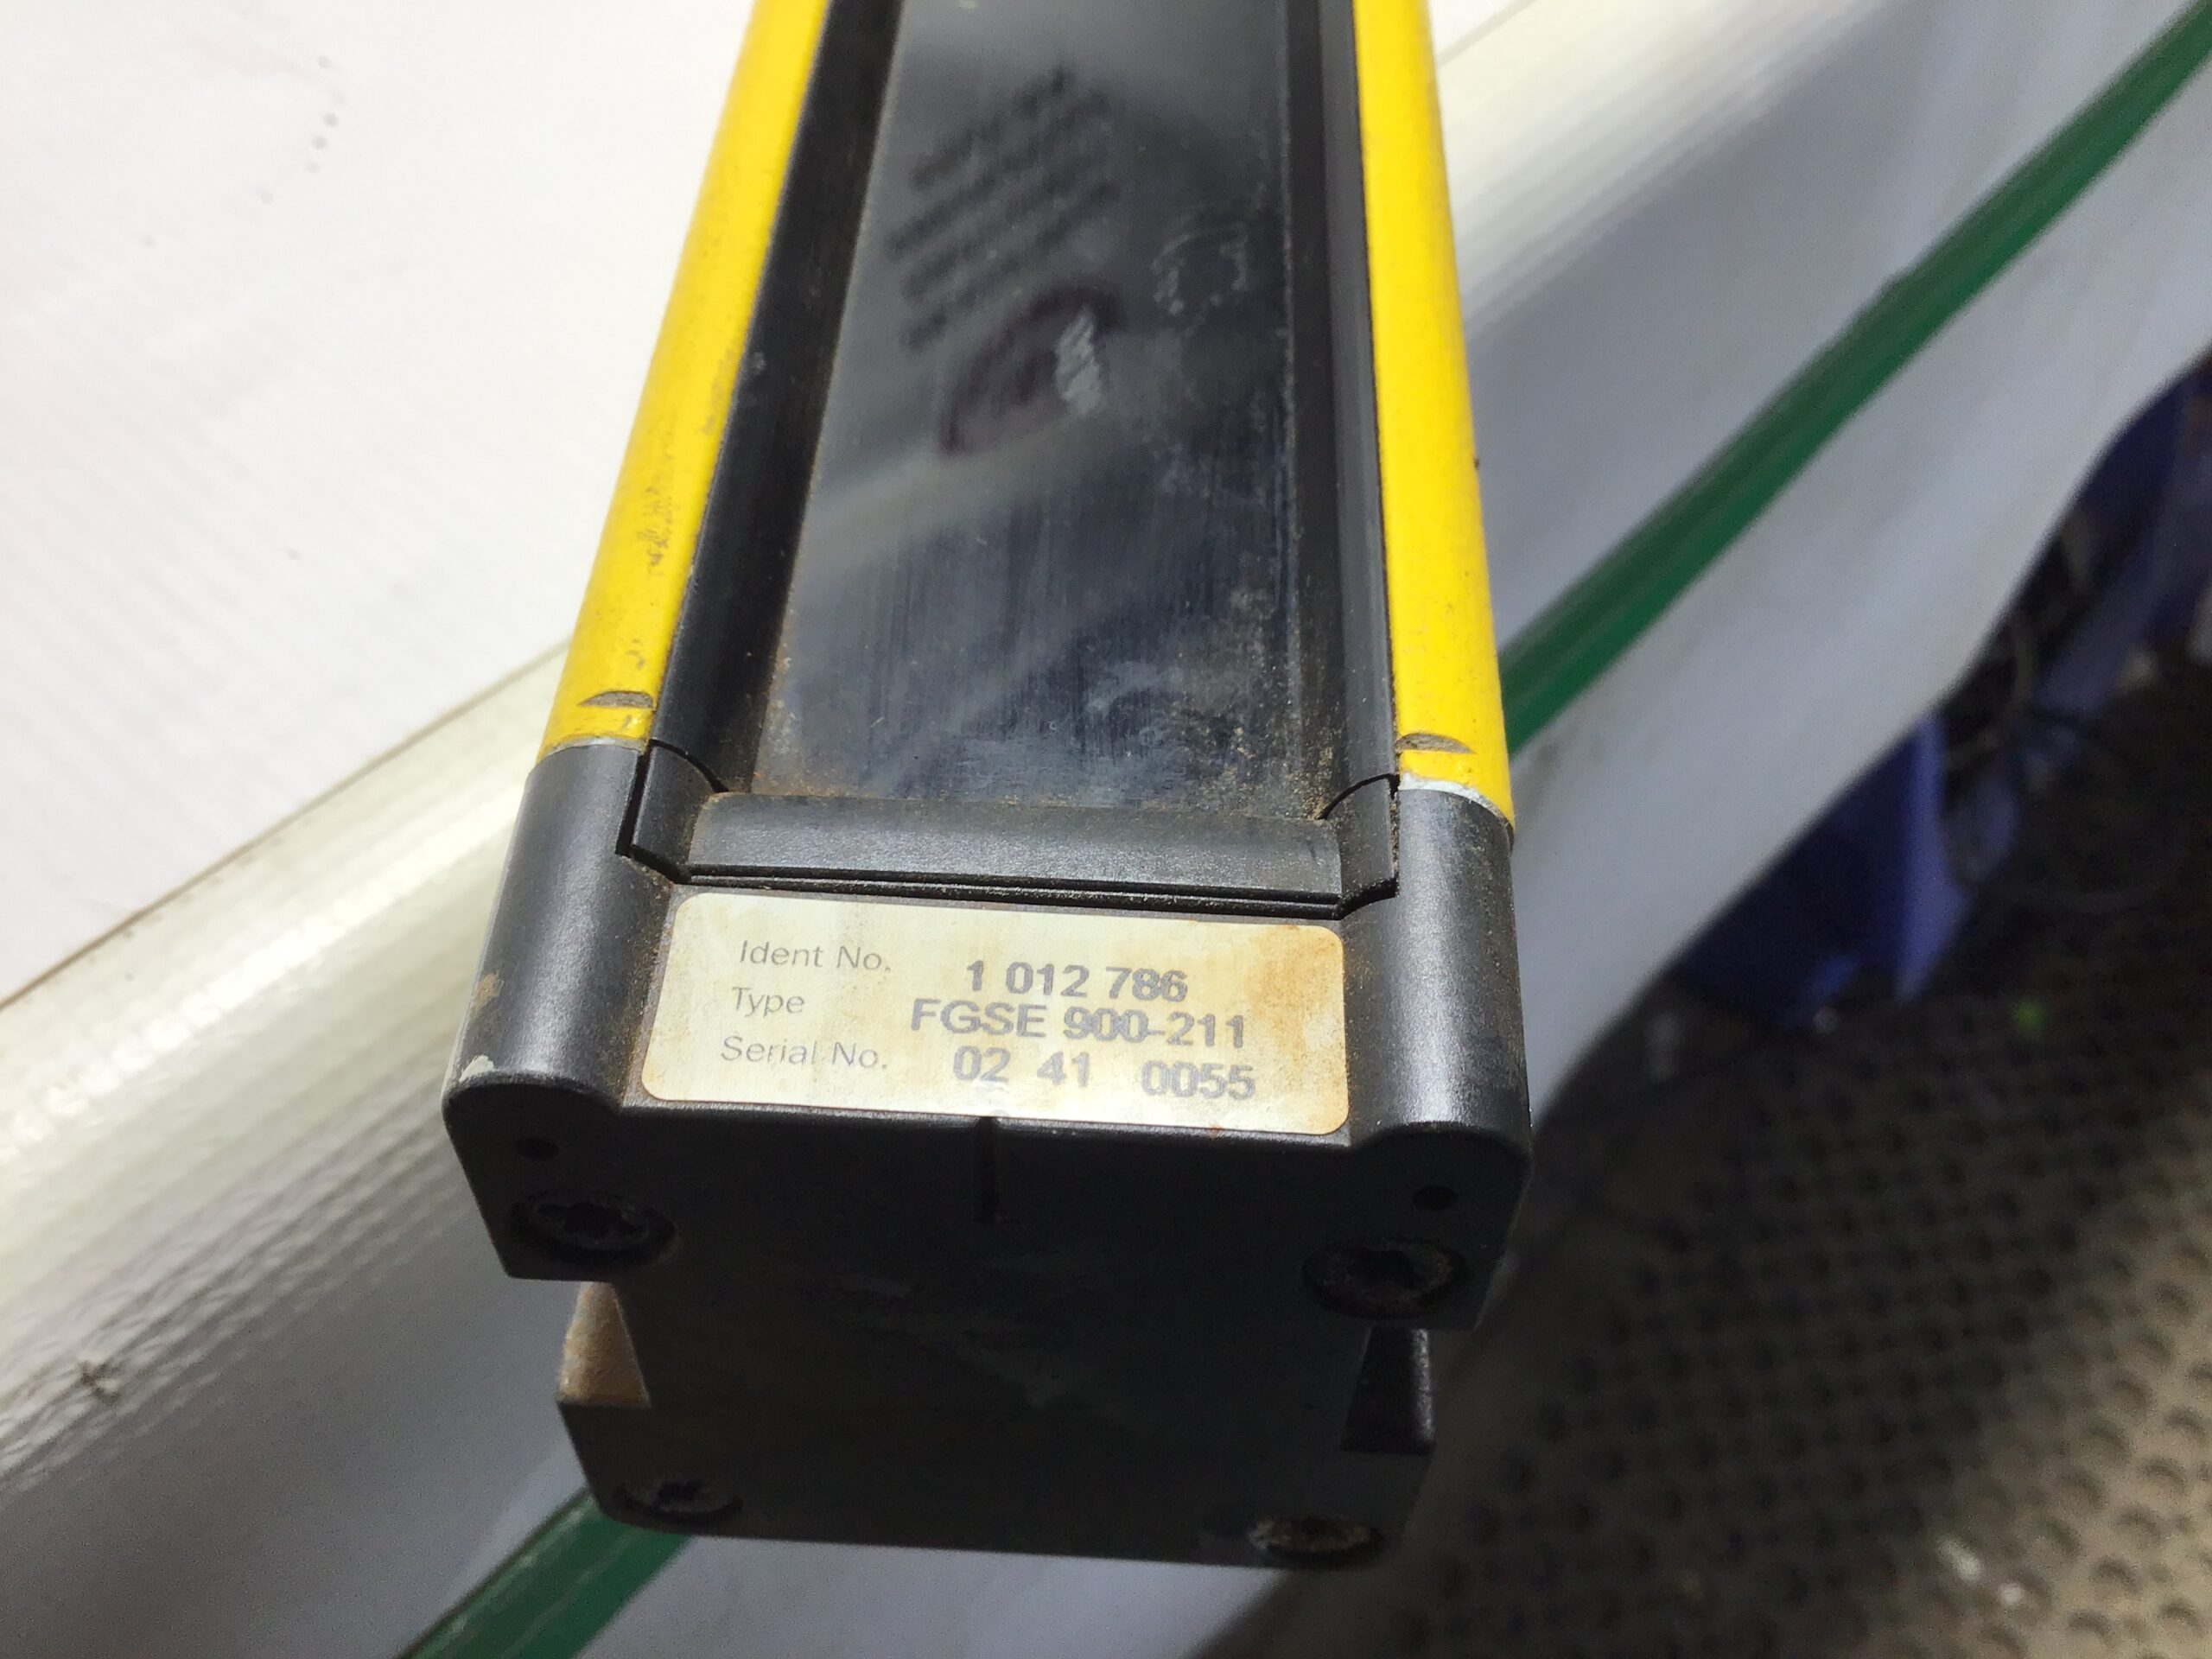 Ident No. 1 012 786
Type FGSE 900-211
Serial No. 02 41 0055